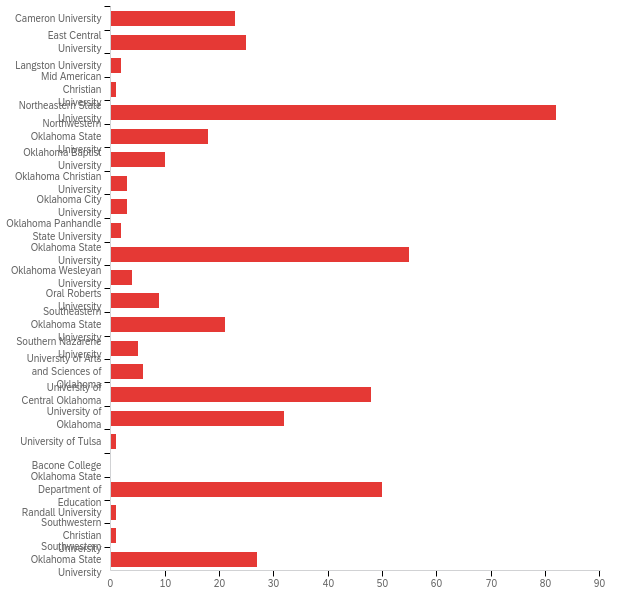 Cameron University
East Central
University
Langston University
Mid American
Christian
University
Northeastern State
University
Northwestern
Oklahoma State
University
Oklahoma Baptist
University
Oklahoma Christian
University
Oklahoma City
University
Oklahoma Panhandle
State University
Oklahoma State
University
Oklahoma Wesleyan
University
Oral Roberts
University
Southeastern
Oklahoma State
University
Southern Nazarene
University
University of Arts
and Sciences of
Oklahoma
University of
Central Oklahoma
University of
Oklahoma
University of Tulsa
Bacone College
Oklahoma State
Department of
Education
Randall University
Southwestern
Christian
University
Southwestern
Oklahoma State
University
0 10 20 30 40 50 60 70 80 90